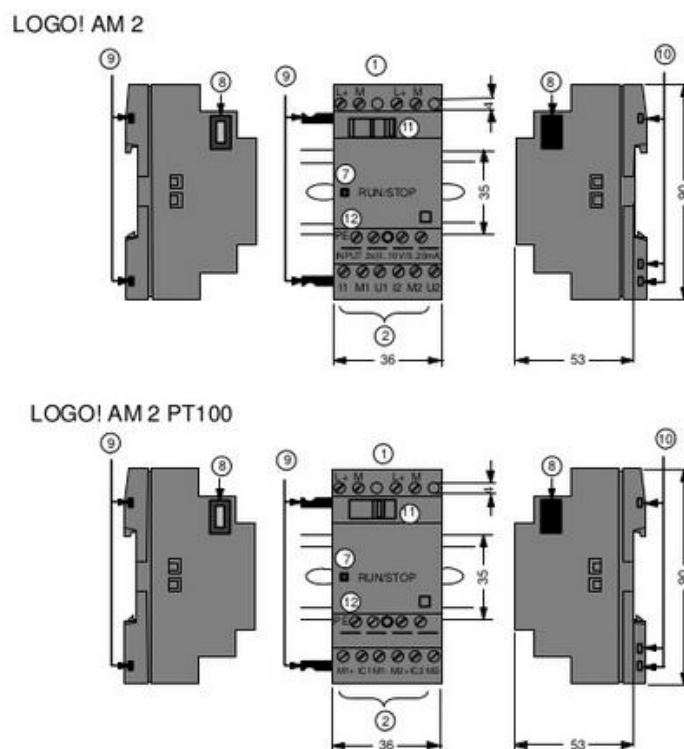 LOGO! AM 2
9 8 9 1 8 10
L+ M L+ M
4
11
7
RUN/STOP
35
90
12
PE
INPUT 2x(0..10V/0..20mA)
I1 M1 U1 I2 M2 U2
2
36
53
LOGO! AM 2 PT100
9 8 9 1 8 10
L+ M L+ M
4
11
7
RUN/STOP
35
90
12
PE
M1+ IC1 M1- M2+ IC2 M2-
2
36
53